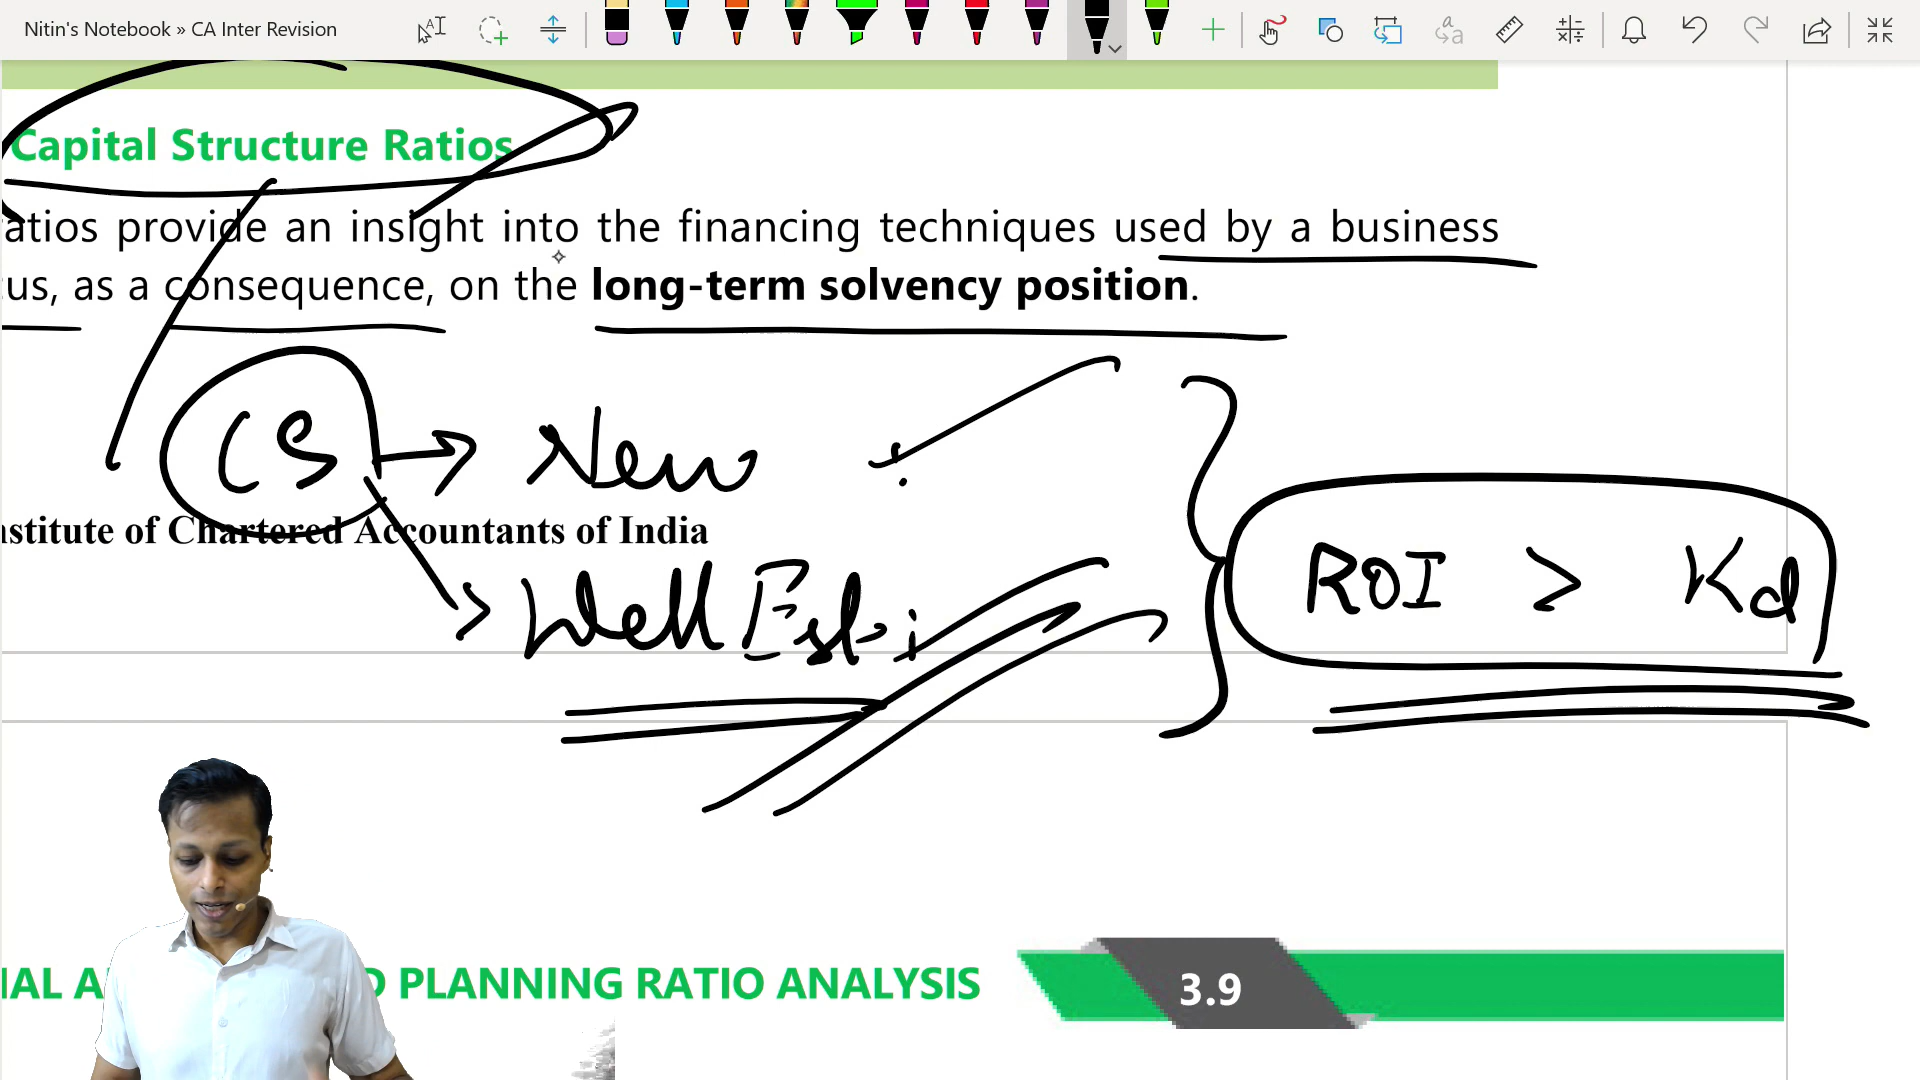 Nitin's Notebook » CA Inter Revision
Capital Structure Ratios
atios provide an insight into the financing techniques used by a business
us, as a consequence, on the long-term solvency position.
CS → New :
nstitute of Chartered Accountants of India
Well Esb.
ROI > Kd
IAL A D PLANNING RATIO ANALYSIS 3.9